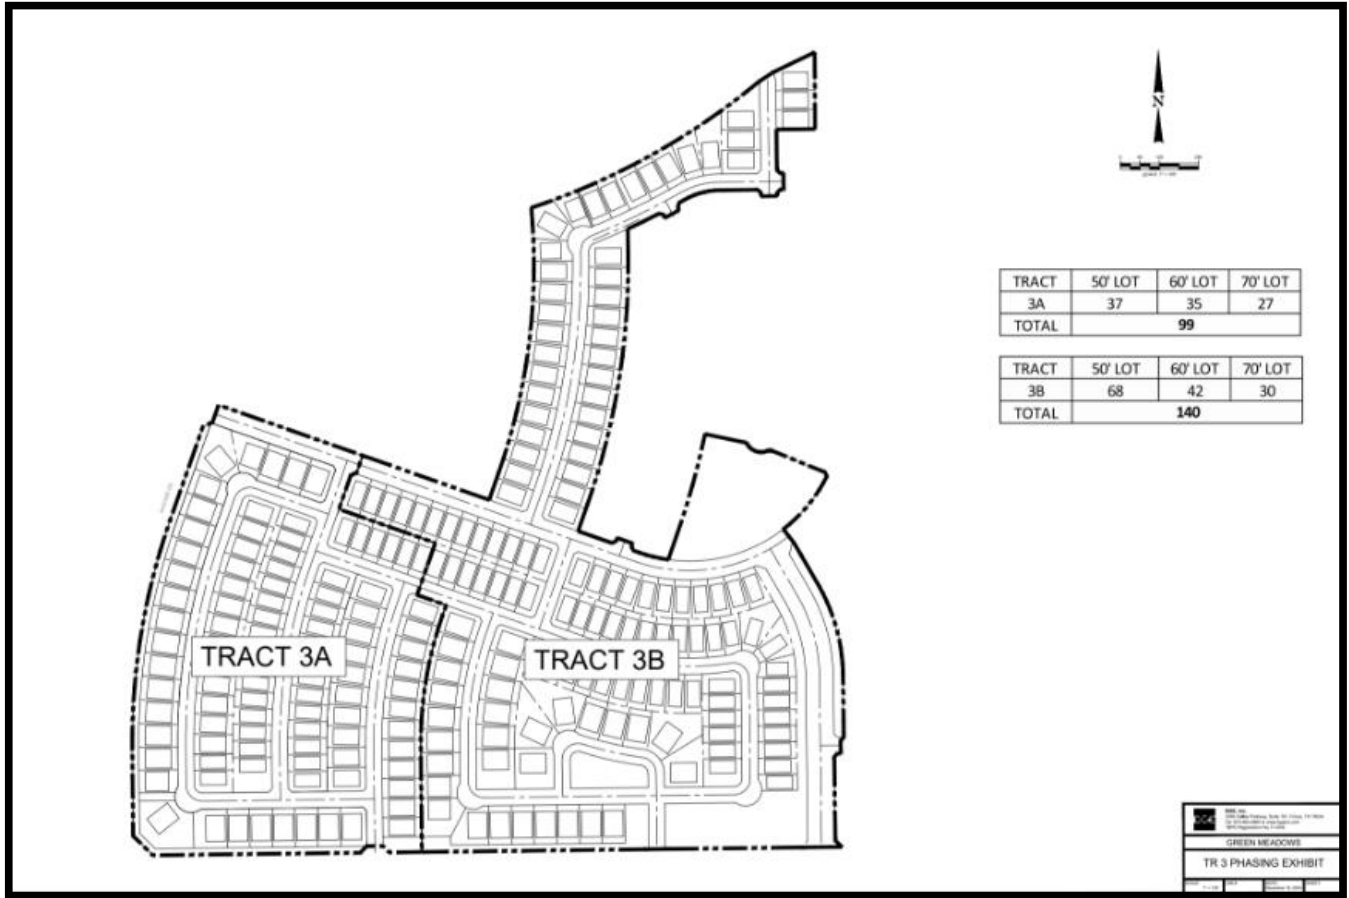 N
TRACT 50' LOT 60' LOT 70' LOT
3A 37 35 27
TOTAL 99
TRACT 50' LOT 60' LOT 70' LOT
3B 68 42 30
TOTAL 140
TRACT 3A
TRACT 3B
GREEN MEADOWS
TR 3 PHASING EXHIBIT